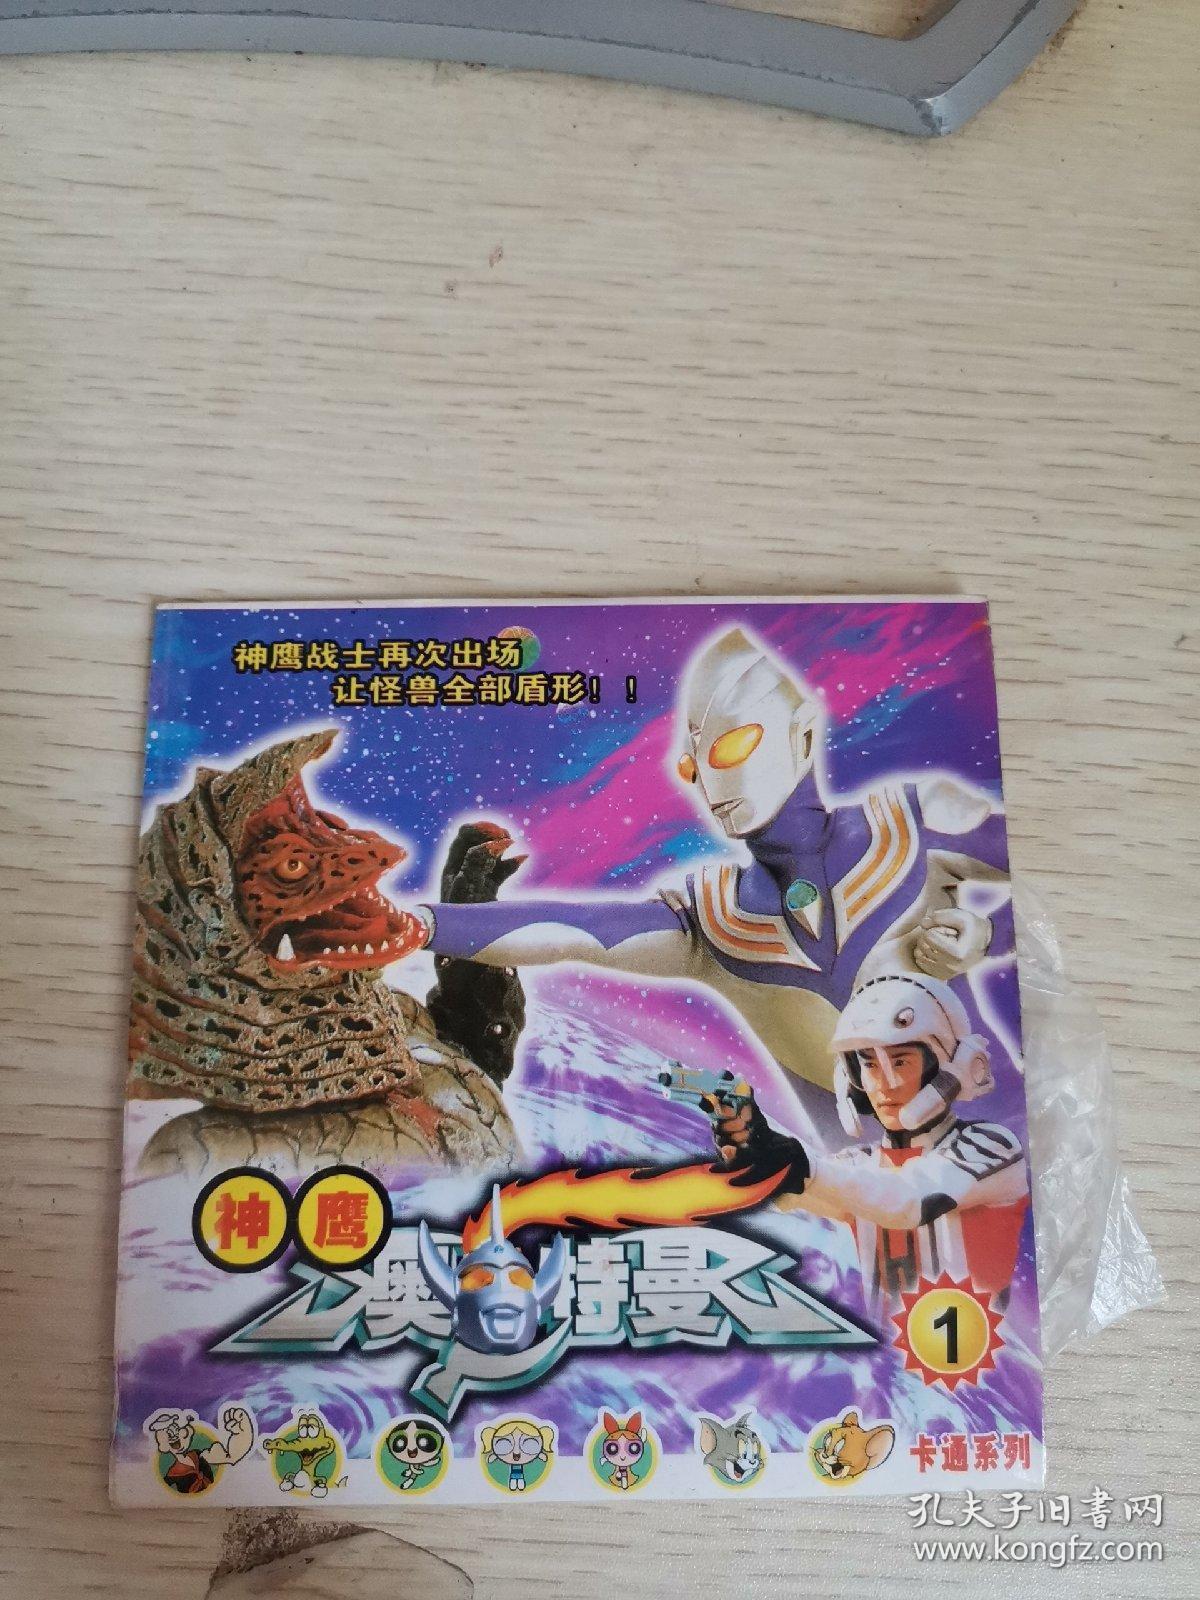 神鹰战士再次出场
让怪兽全部盾形！！
神鹰
奥特曼
1
卡通系列
孔夫子旧书网
www.kongfz.com